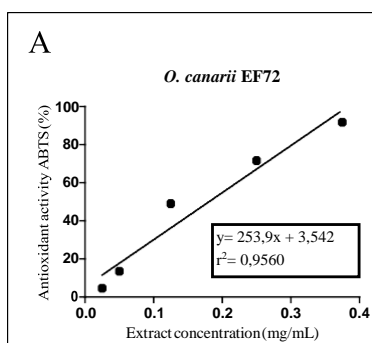 A
O. canarii EF72
Antioxidant activity ABTS (%)
100
80
60
40
20
0
y= 253,9x + 3,542
r²= 0,9560
0.0 0.1 0.2 0.3 0.4
Extract concentration (mg/mL)